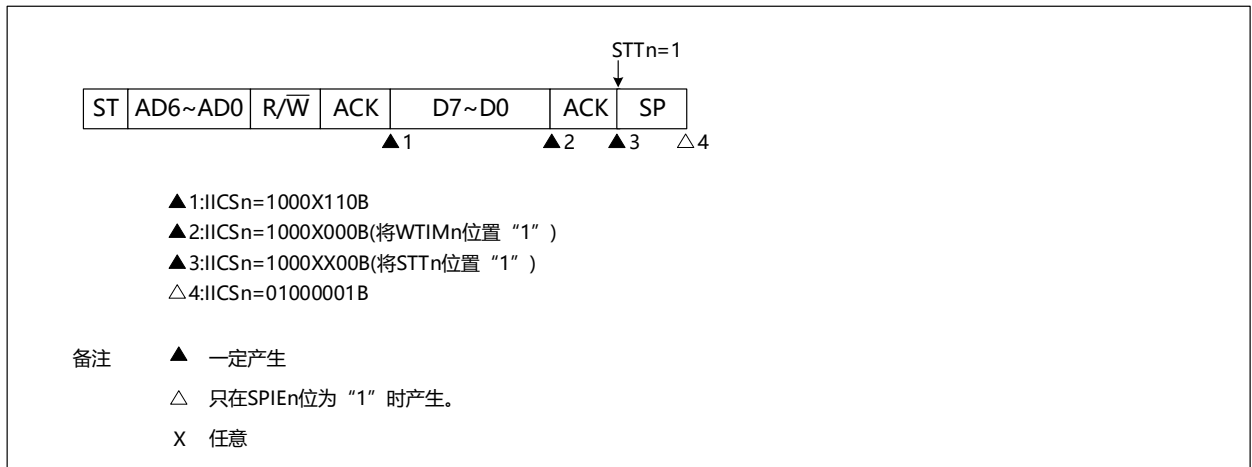 STTn=1
ST AD6~AD0 R/W̅ ACK D7~D0 ACK SP
▲1 ▲2 ▲3 △4
▲1:IICSn=1000X110B
▲2:IICSn=1000X000B(将WTIMn位置“1”)
▲3:IICSn=1000XX00B(将STTn位置“1”)
△4:IICSn=01000001B
备注 ▲ 一定产生
△ 只在SPIEn位为“1”时产生。
X 任意